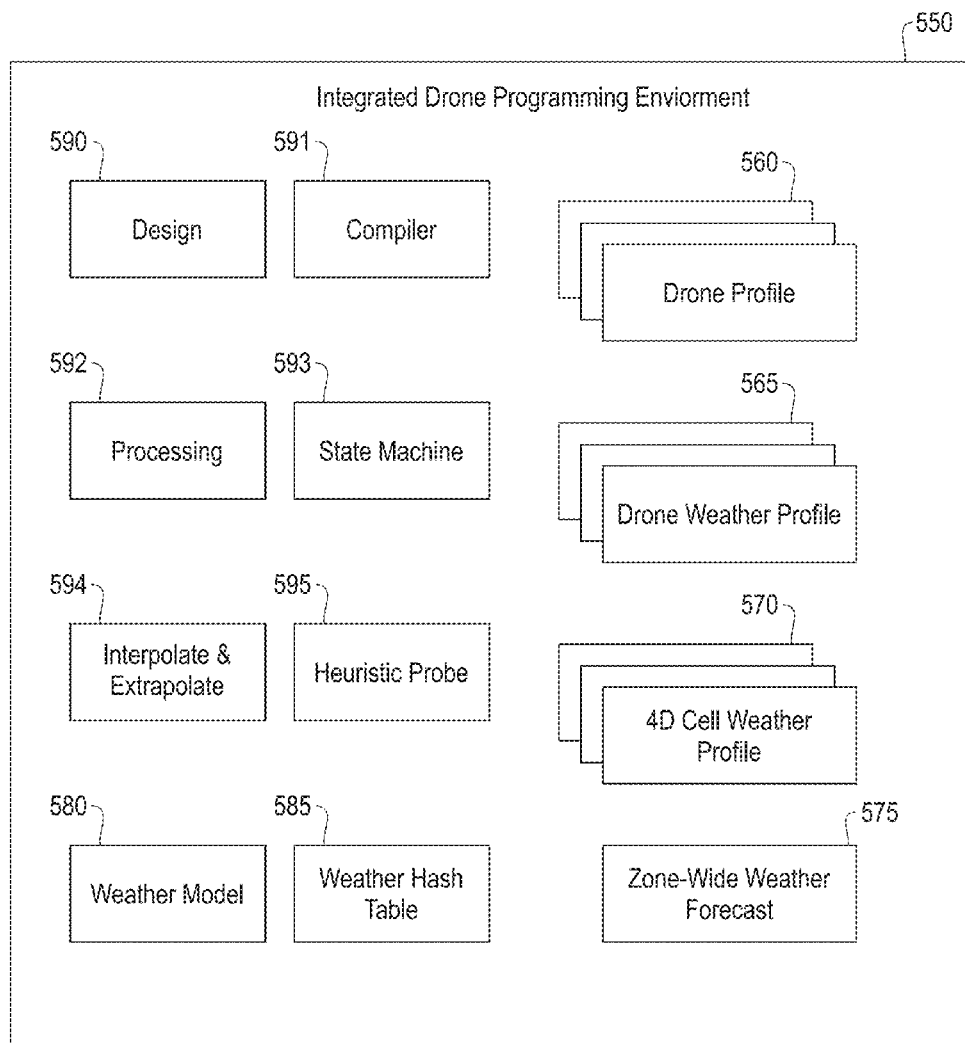 550
Integrated Drone Programming Enviorment
590
591
560
Design
Compiler
Drone Profile
592
593
565
Processing
State Machine
Drone Weather Profile
594
595
570
Interpolate &
Extrapolate
Heuristic Probe
4D Cell Weather
Profile
580
585
575
Weather Model
Weather Hash
Table
Zone-Wide Weather
Forecast